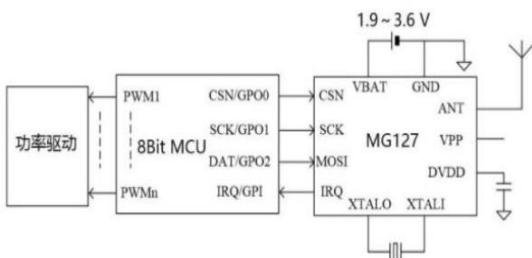 1.9~3.6 V
VBAT GND
PWM1 CSN/GPO0 CSN
ANT
SCK/GPO1 SCK
功率驱动 8Bit MCU MG127 VPP
DAT/GPO2 MOSI
DVDD
PWMn IRQ/GPI IRQ
XTALO XTALI